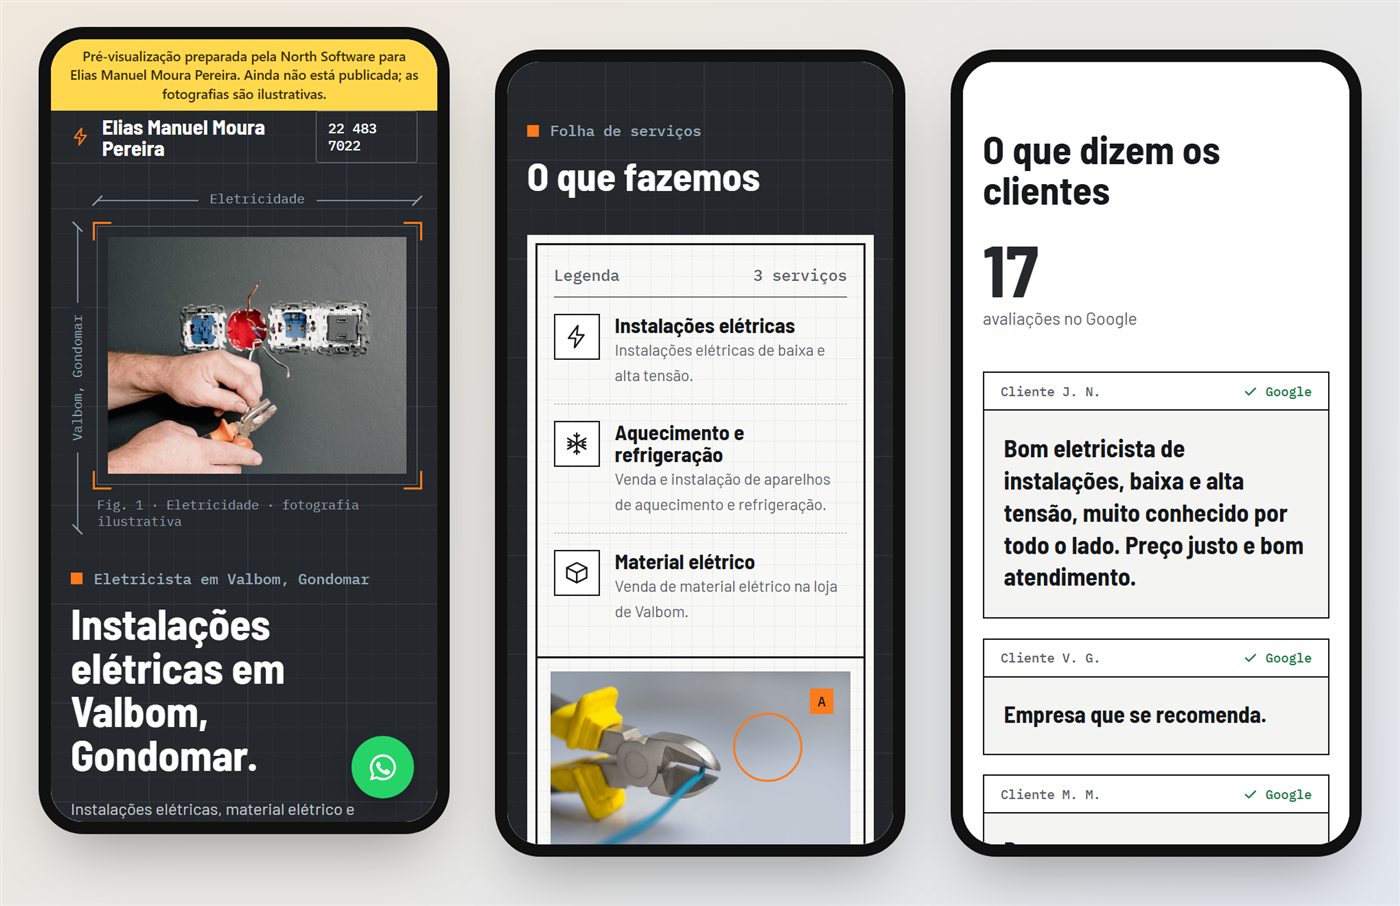 Pré-visualização preparada pela North Software para
Elias Manuel Moura Pereira. Ainda não está publicada; as
fotografias são ilustrativas.
Elias Manuel Moura
Pereira
22 483
7022
Eletricidade
Valbom, Gondomar
Fig. 1 · Eletricidade · fotografia
ilustrativa
Eletricista em Valbom, Gondomar
Instalações
elétricas em
Valbom,
Gondomar.
Instalações elétricas, material elétrico e
Folha de serviços
O que fazemos
Legenda
3 serviços
Instalações elétricas
Instalações elétricas de baixa e
alta tensão.
Aquecimento e
refrigeração
Venda e instalação de aparelhos
de aquecimento e refrigeração.
Material elétrico
Venda de material elétrico na loja
de Valbom.
A
O que dizem os
clientes
17
avaliações no Google
Cliente J. N.
Google
Bom eletricista de
instalações, baixa e alta
tensão, muito conhecido por
todo o lado. Preço justo e bom
atendimento.
Cliente V. G.
Google
Empresa que se recomenda.
Cliente M. M.
Google